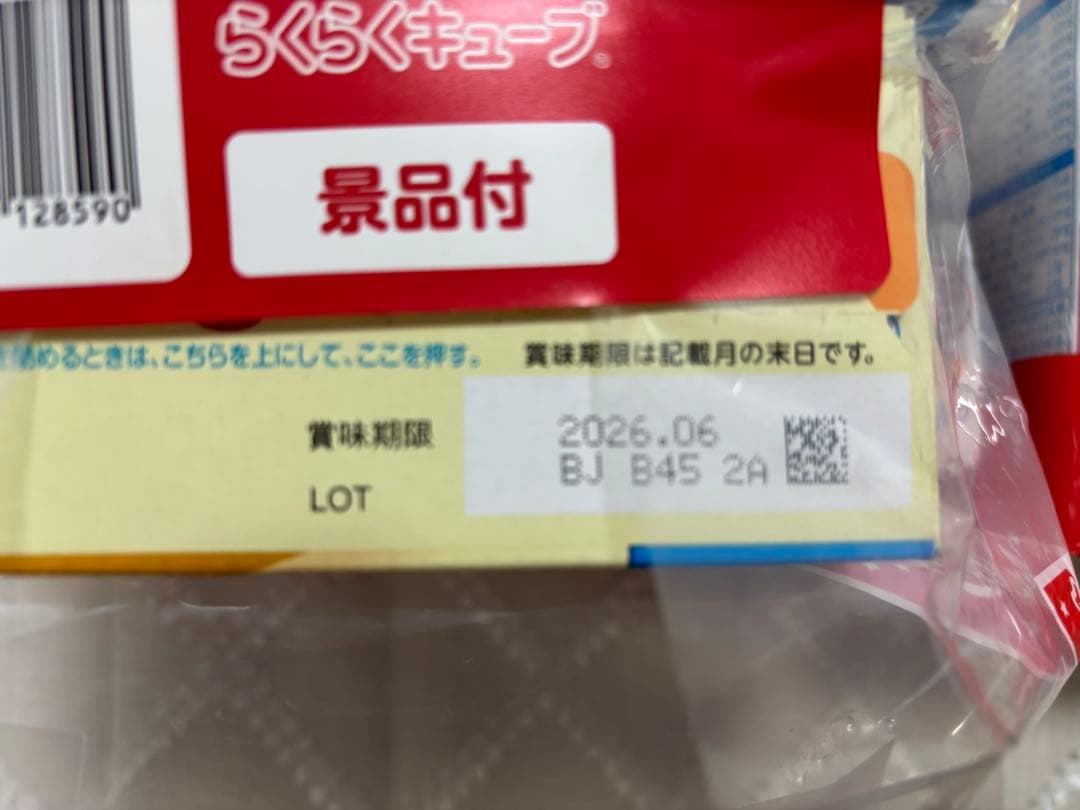 らくらくキューブ®
128590
景品付
詰めるときは、こちらを上にして、ここを押す。
賞味期限は記載月の末日です。
賞味期限 2026.06
LOT BJ B45 2A